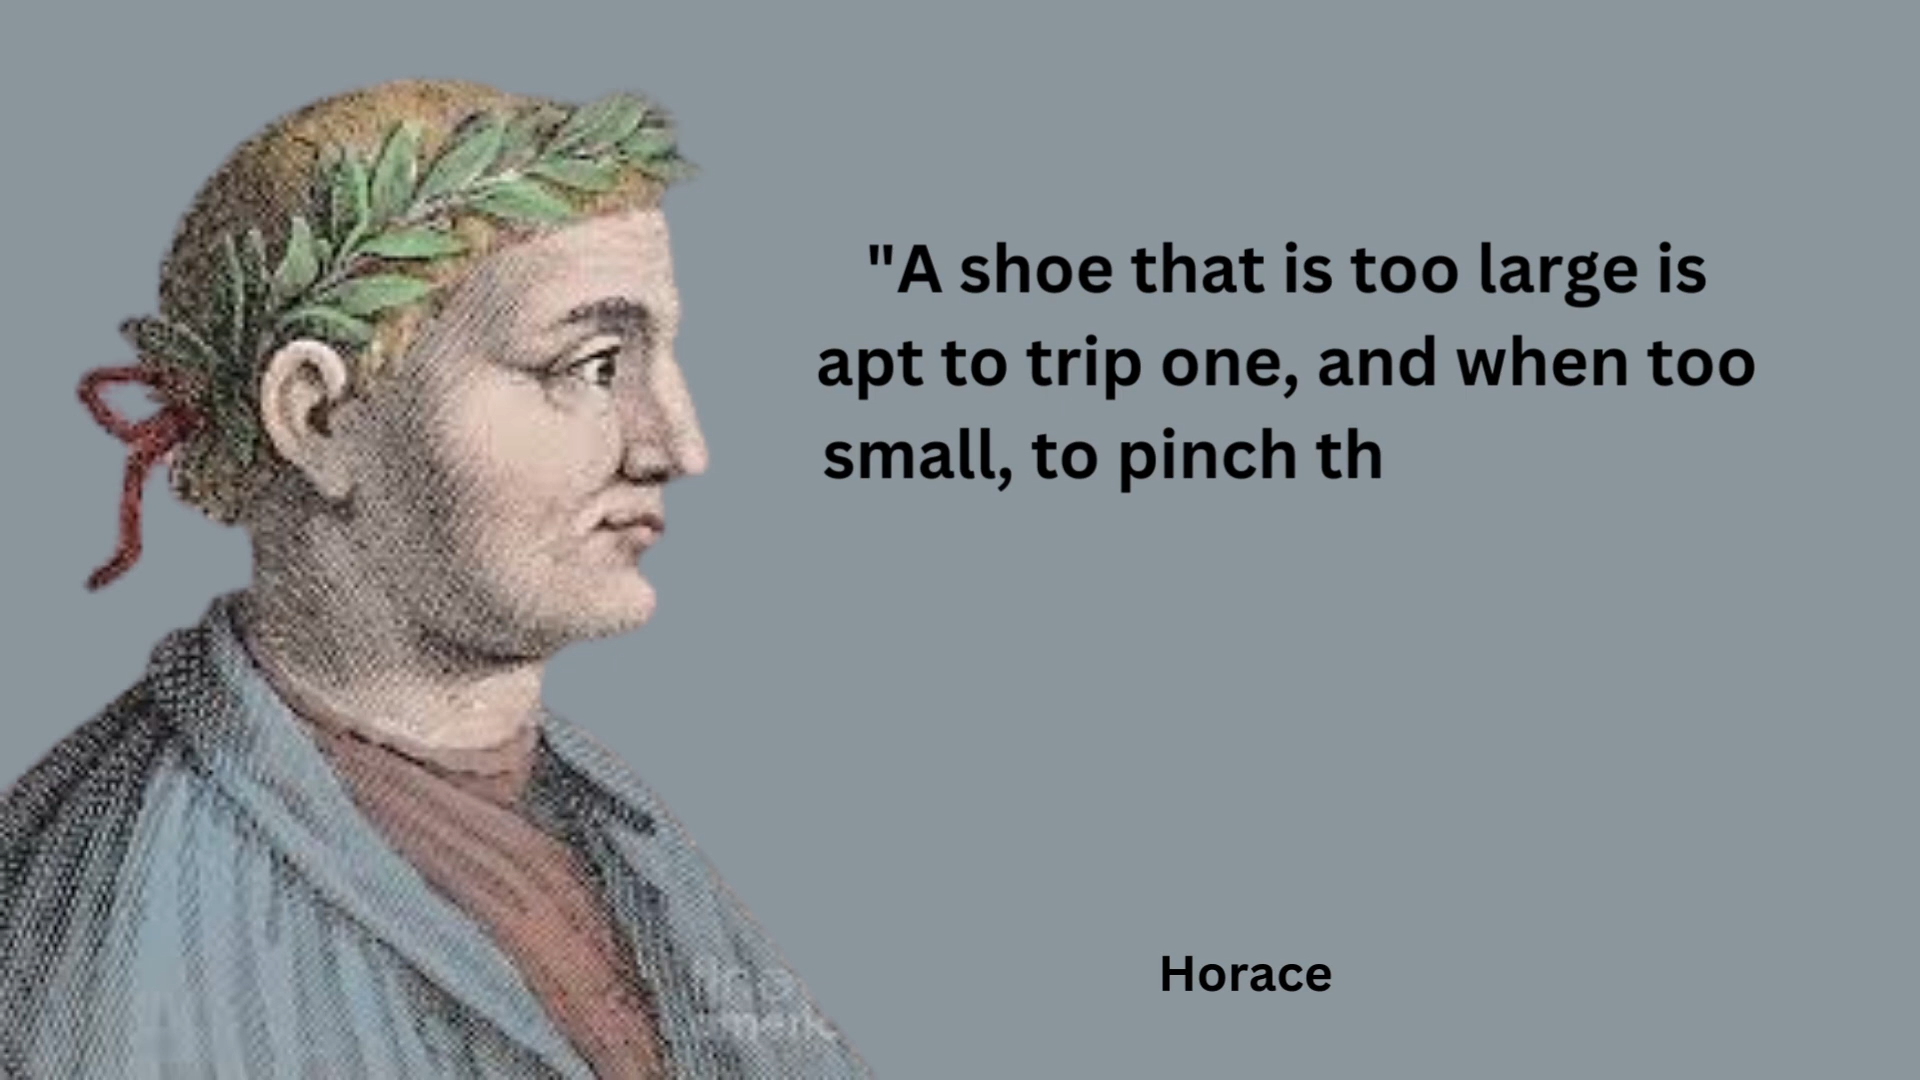 "A shoe that is too large is
apt to trip one, and when too
small, to pinch th
Horace